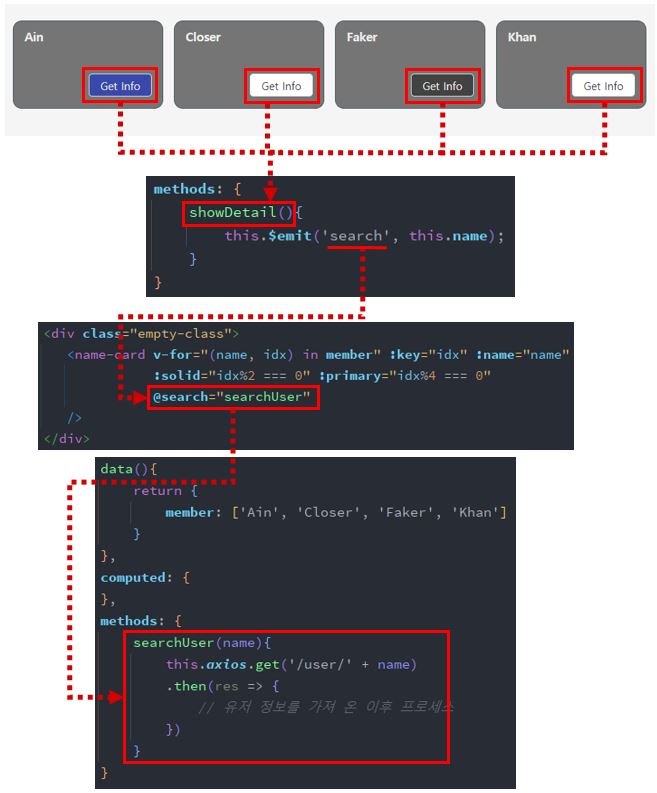 Ain
Closer
Faker
Khan
Get Info
Get Info
Get Info
Get Info
methods: {
showDetail(){
this.$emit('search', this.name);
}
}
<div class="empty-class">
<name-card v-for="(name, idx) in member" :key="idx" :name="name"
:solid="idx%2 === 0" :primary="idx%4 === 0"
@search="searchUser"
/>
</div>
data(){
return {
member: ['Ain', 'Closer', 'Faker', 'Khan']
}
},
computed: {
},
methods: {
searchUser(name){
this.axios.get('/user/' + name)
.then(res => {
// 유저 정보를 가져 온 이후 프로세스
})
}
}